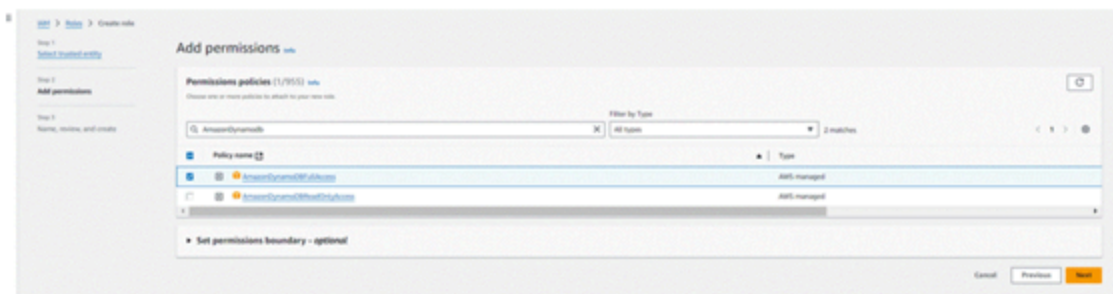 IAM > Roles > Create role
Step 1
Select trusted entity
Step 2
Add permissions
Step 3
Name, review, and create
Add permissions Info
Permissions policies (1/955) Info
Choose one or more policies to attach to your new role.
Filter by Type
AmazonDynamodb
All types
2 matches
1
Policy name
Type
AmazonDynamoDBFullAccess
AWS managed
AmazonDynamoDBReadOnlyAccess
AWS managed
Set permissions boundary - optional
Cancel
Previous
Next